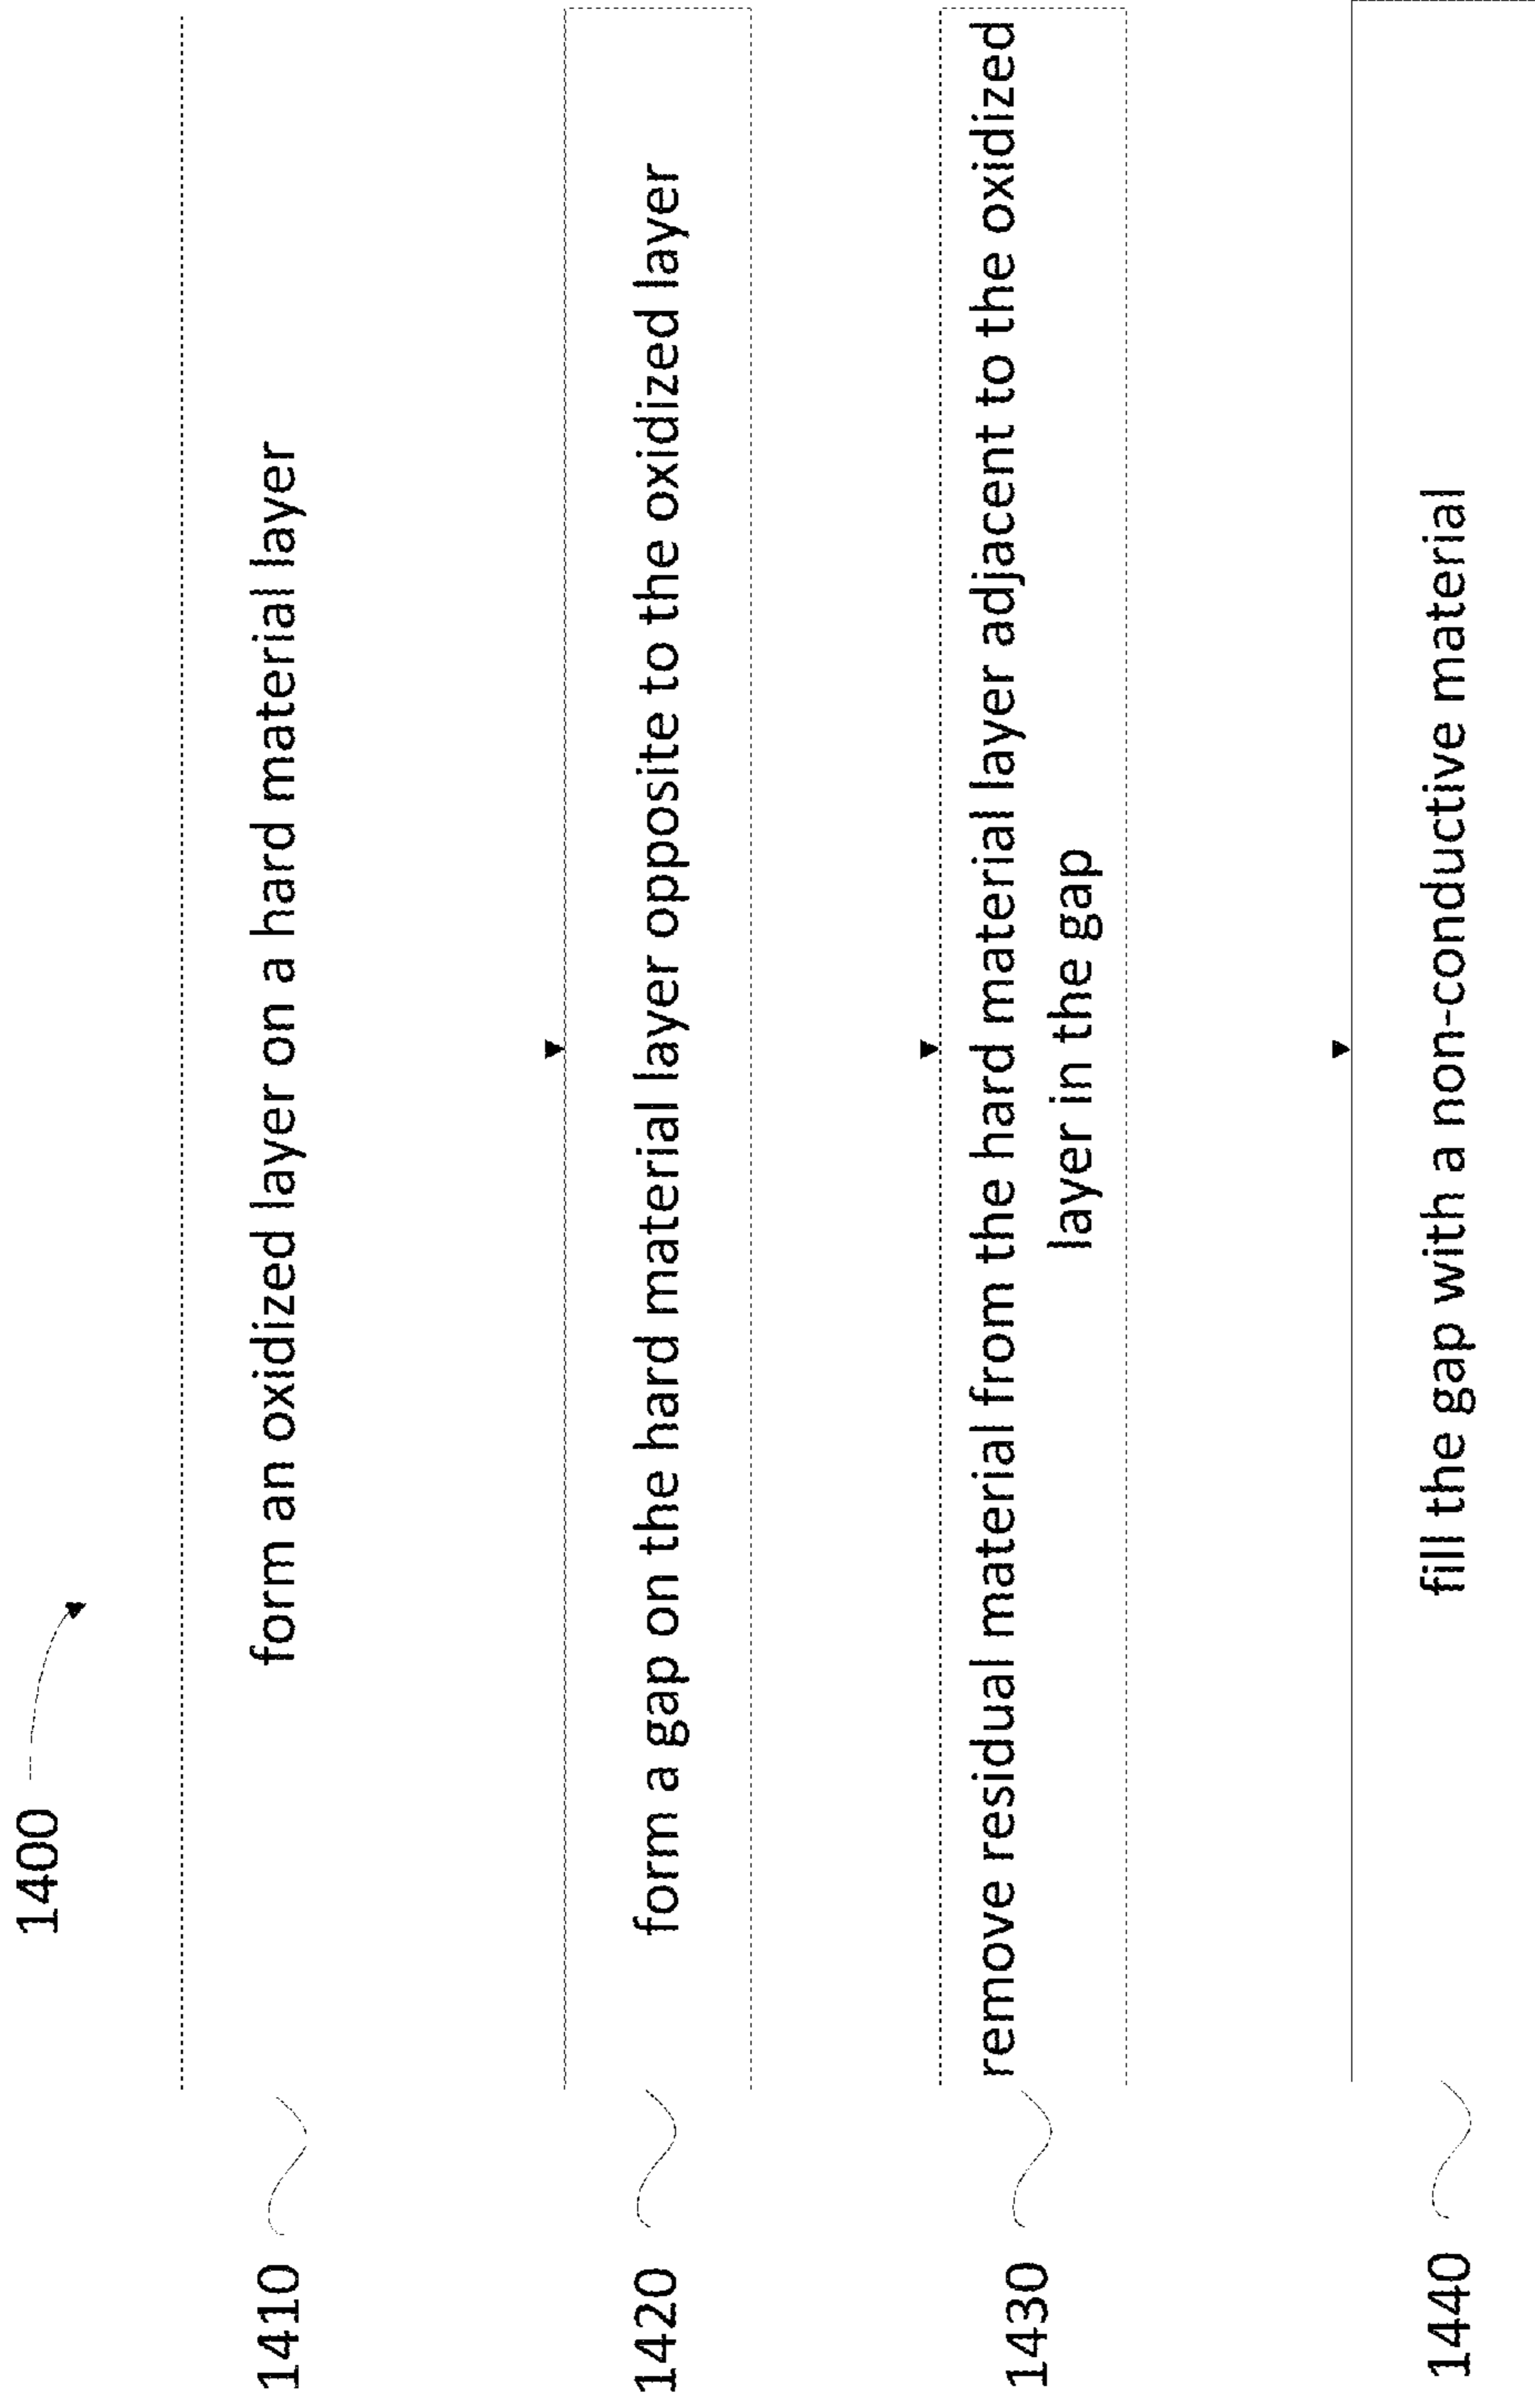 1400
1410
form an oxidized layer on a hard material layer
1420
form a gap on the hard material layer opposite to the oxidized layer
1430
remove residual material from the hard material layer adjacent to the oxidized
layer in the gap
1440
fill the gap with a non-conductive material